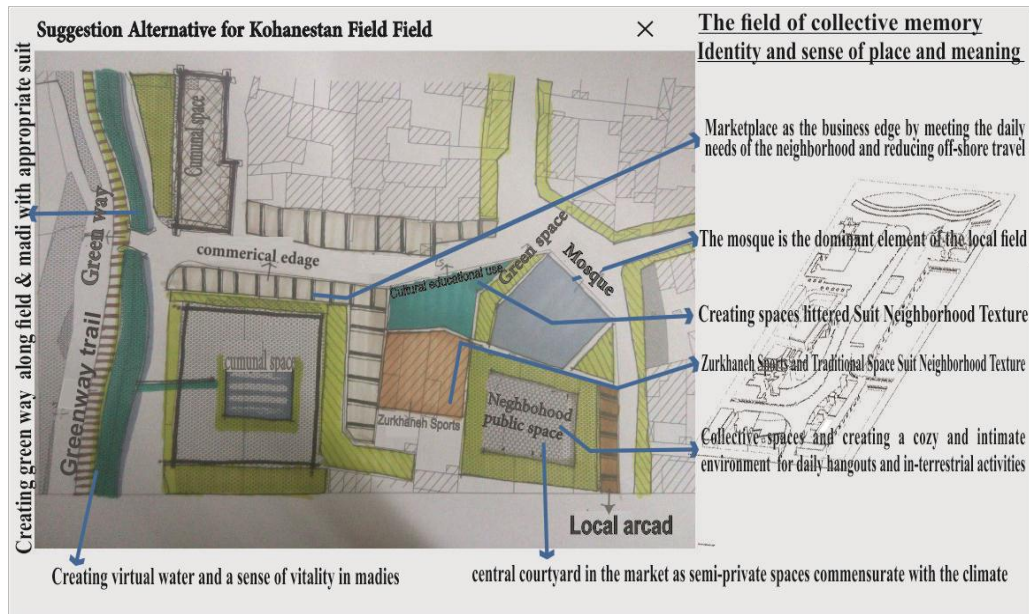 Suggestion Alternative for Kohanestan Field Field
The field of collective memory
Identity and sense of place and meaning
Creating green way along field & madi with appropriate suit
Cumunal space
Green way
Greenway trail
commerical edage
Cultural educational use
Green space
Mosque
cumunal space
Zurkhaneh Sports
Neghbohood
public space
Local arcad
Marketplace as the business edge by meeting the daily
needs of the neighborhood and reducing off-shore travel
The mosque is the dominant element of the local field
Creating spaces littered Suit Neighborhood Texture
Zurkhaneh Sports and Traditional Space Suit Neighborhood Texture
Collective spaces and creating a cozy and intimate
environment for daily hangouts and in-terrestrial activities
Creating virtual water and a sense of vitality in madies
central courtyard in the market as semi-private spaces commensurate with the climate